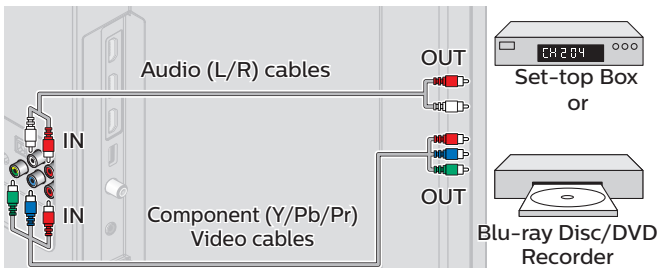 Audio (L/R) cables
OUT
CH204
Set-top Box
or
IN
IN
OUT
Component (Y/Pb/Pr)
Video cables
Blu-ray Disc/DVD
Recorder